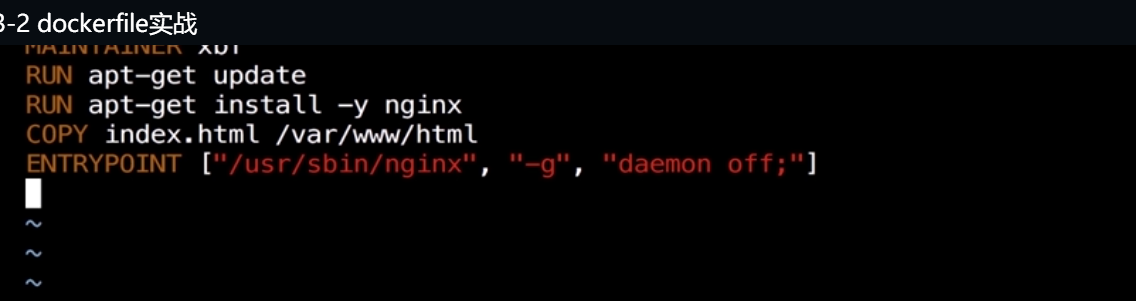 3-2 dockerfile实战
MAINTAINER xbf
RUN apt-get update
RUN apt-get install -y nginx
COPY index.html /var/www/html
ENTRYPOINT ["/usr/sbin/nginx", "-g", "daemon off;"]
~
~
~